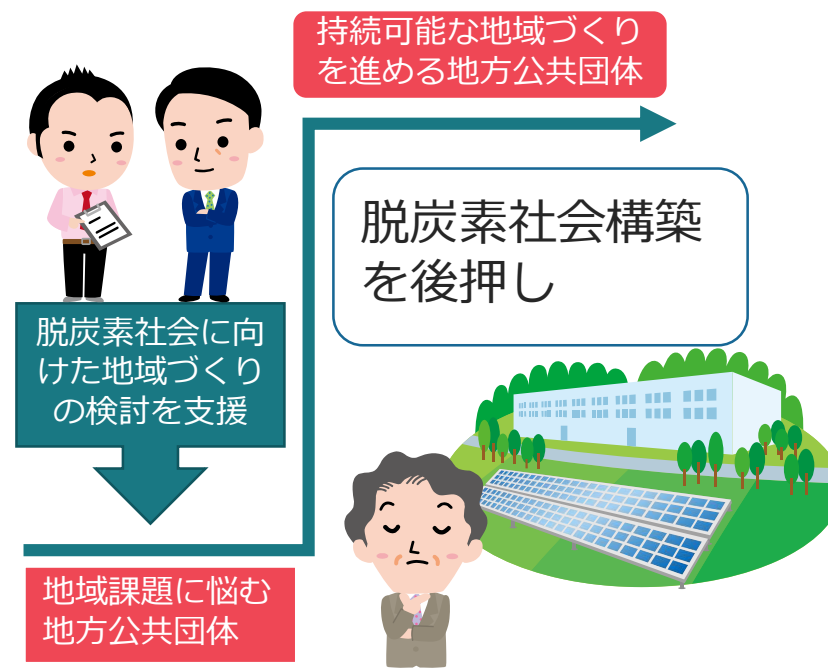 持続可能な地域づくり
を進める地方公共団体
脱炭素社会構築
を後押し
脱炭素社会に向
けた地域づくり
の検討を支援
地域課題に悩む
地方公共団体